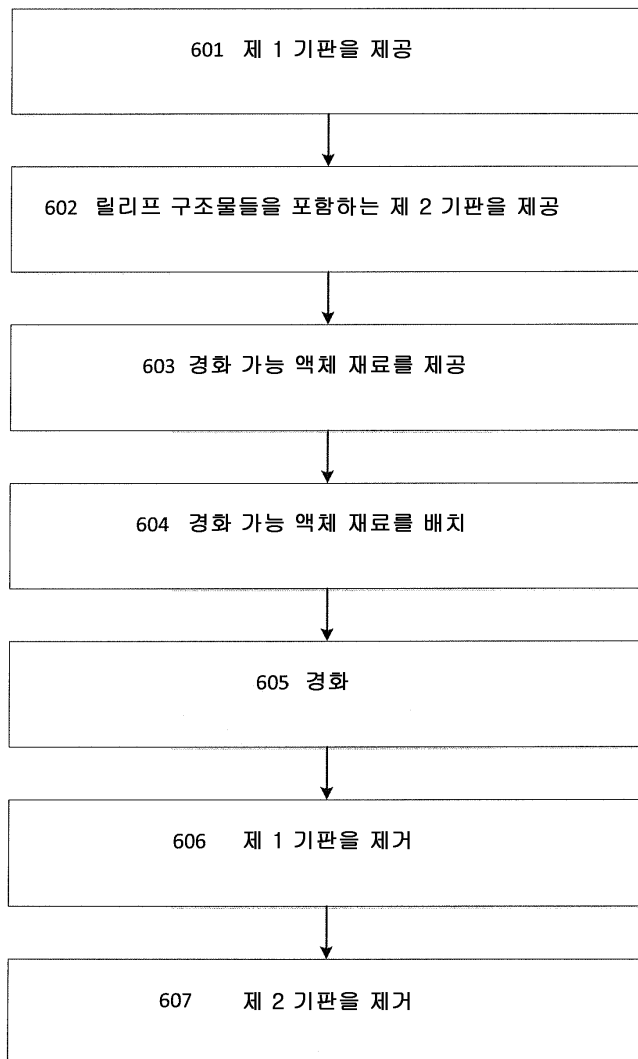 601 제 1 기판을 제공
602 릴리프 구조물들을 포함하는 제 2 기판을 제공
603 경화 가능 액체 재료를 제공
604 경화 가능 액체 재료를 배치
605 경화
606 제 1 기판을 제거
607 제 2 기판을 제거